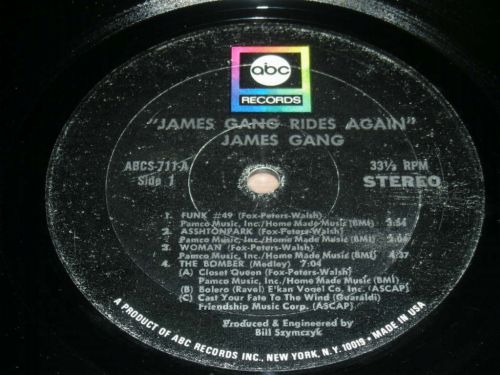 abc
RECORDS
"JAMES GANG RIDES AGAIN"
JAMES GANG
ABCS-711-A
Side 1
33⅓ RPM
STEREO
1. FUNK #49 (Fox-Peters-Walsh)
Pamco Music, Inc./Home Made Music (BMI) 3:54
2. ASSHTONPARK (Fox-Peters-Walsh)
Pamco Music, Inc./Home Made Music (BMI) 2:04
3. WOMAN (Fox-Peters-Walsh)
Pamco Music, Inc./Home Made Music (BMI) 4:37
4. THE BOMBER (Medley) 7:04
(A) Closet Queen (Fox-Peters-Walsh)
Pamco Music, Inc./Home Made Music (BMI)
(B) Bolero (Ravel) E'kan Vogel Co. Inc. (ASCAP)
(C) Cast Your Fate To The Wind (Guaraldi)
Friendship Music Corp. (ASCAP)
Produced & Engineered by
Bill Szymczyk
A PRODUCT OF ABC RECORDS INC., NEW YORK, N.Y. 10019 • MADE IN USA